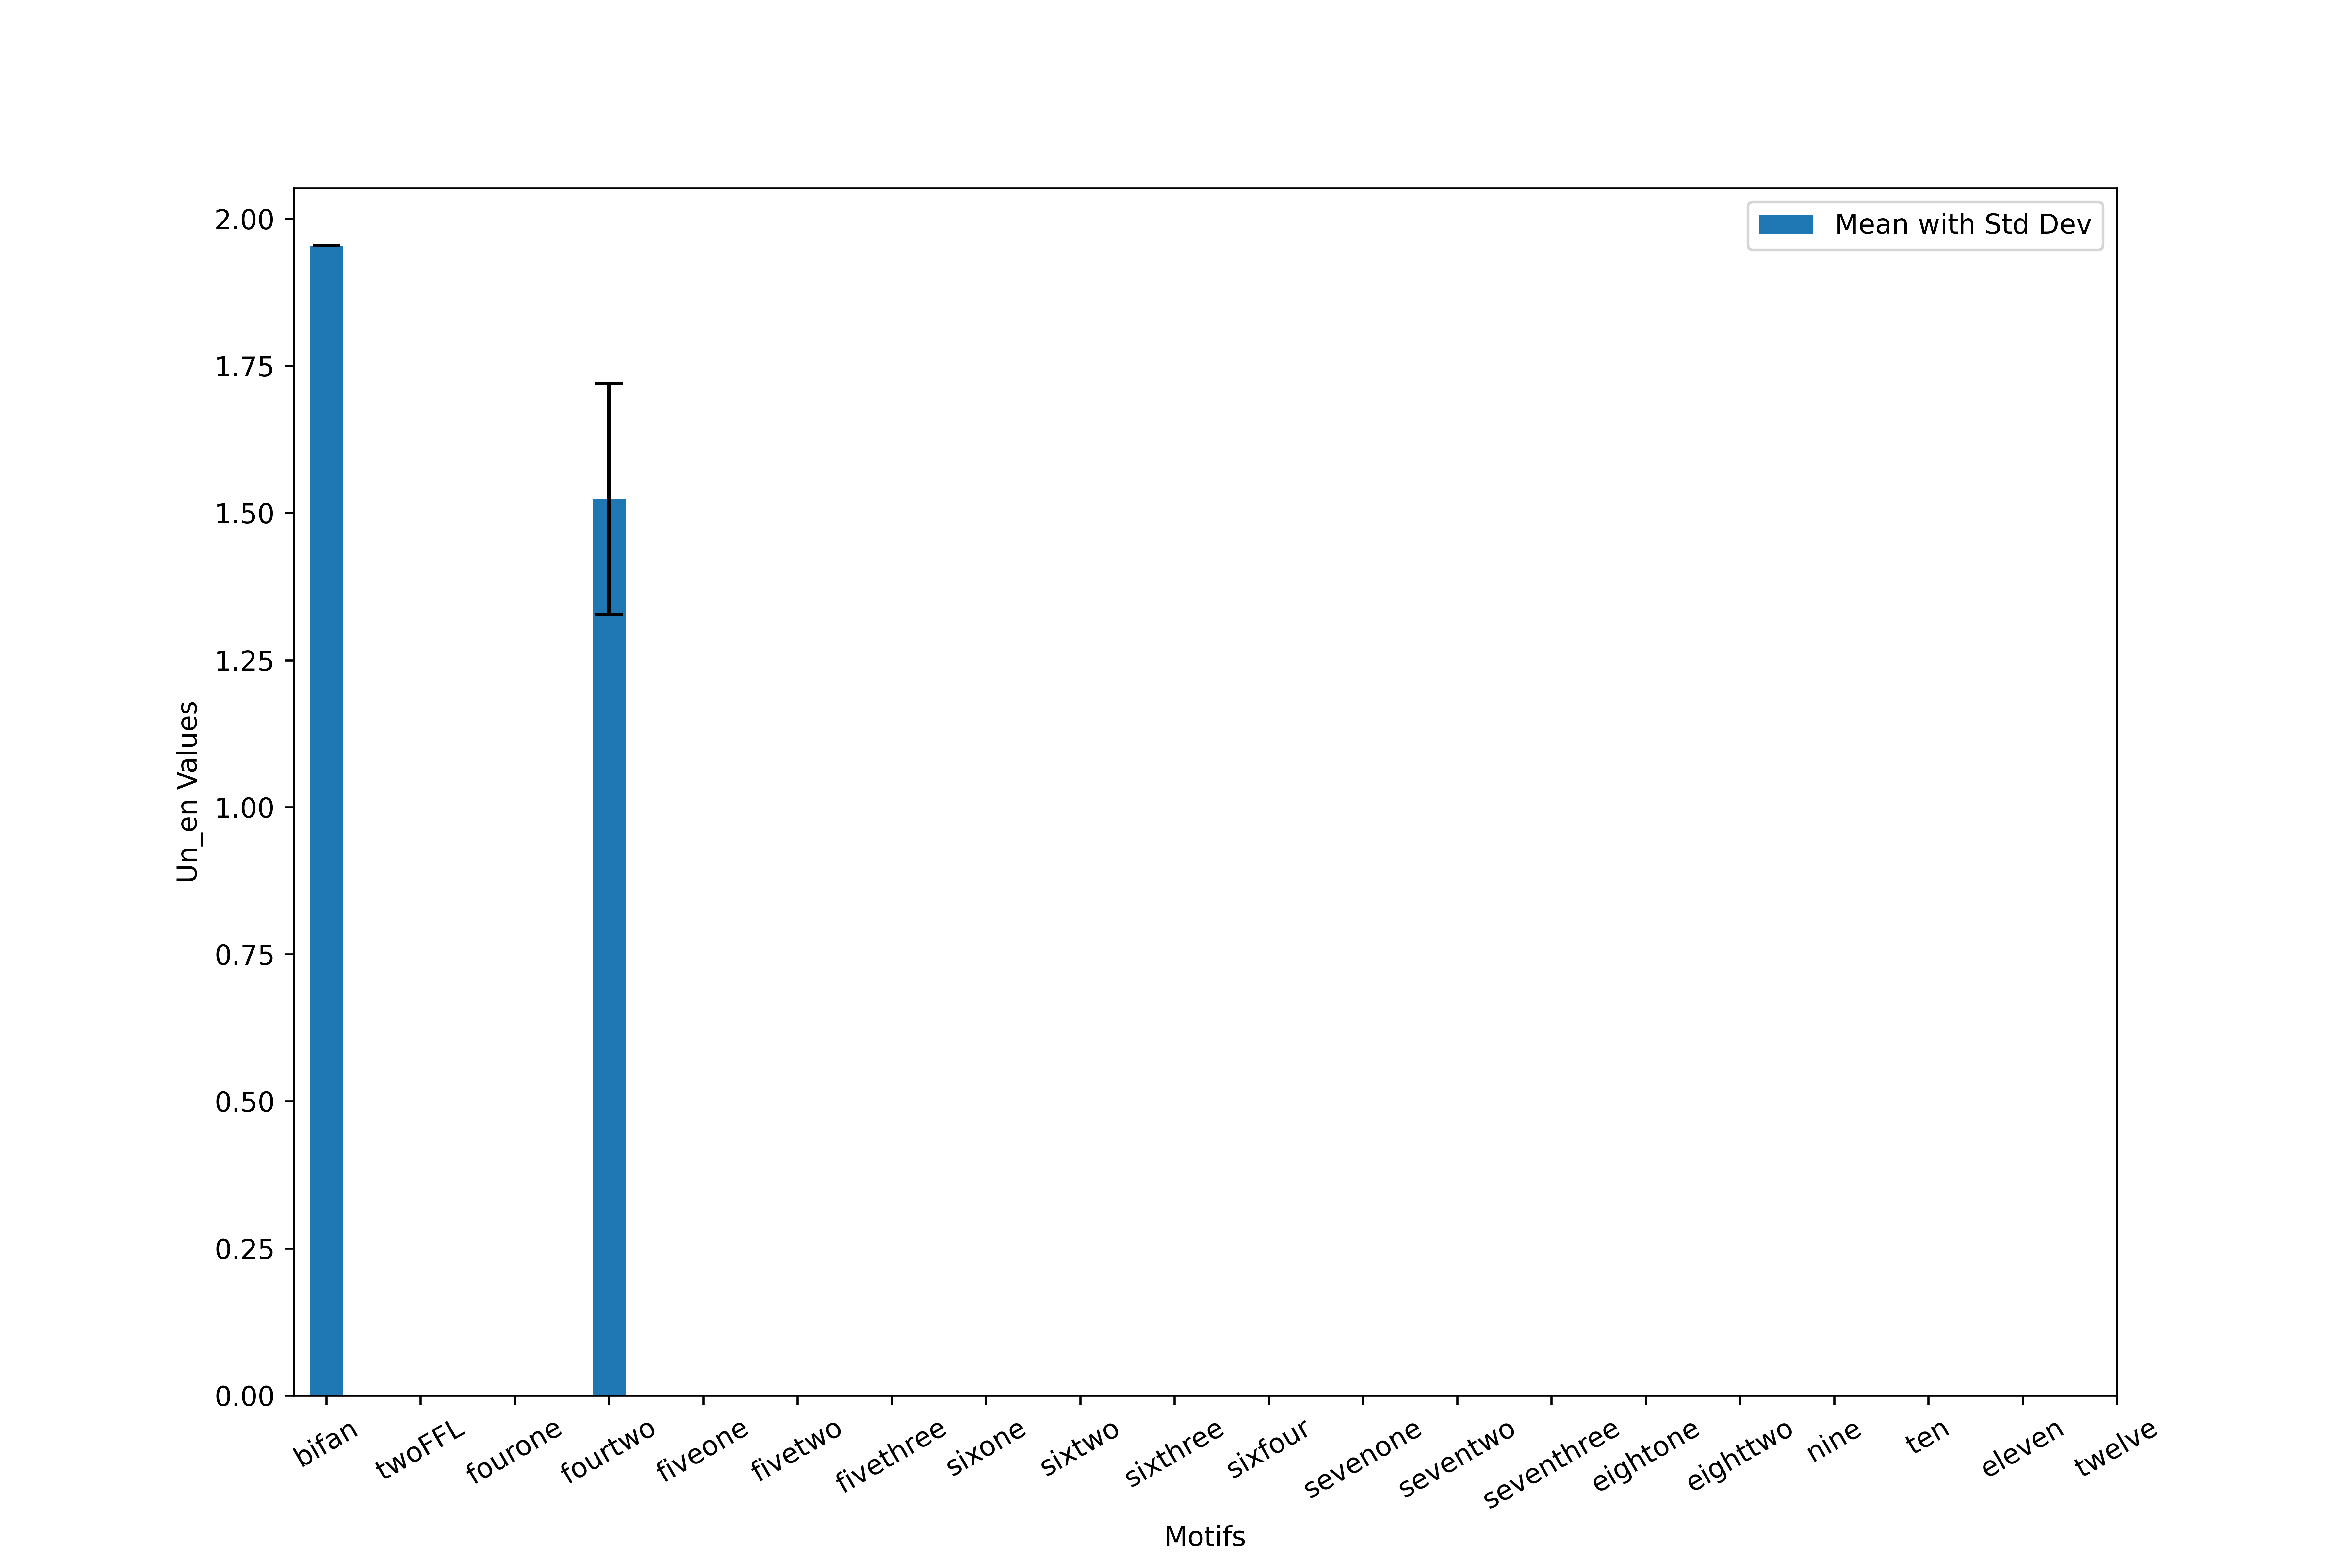 Mean with Std Dev
2.00
1.75
1.50
1.25
1.00
0.75
0.50
0.25
0.00
Un_en Values
bifan
twoFFL
fourone
fourtwo
fiveone
fivetwo
fivethree
sixone
sixtwo
sixthree
sixfour
sevenone
seventwo
seventhree
eightone
eighttwo
nine
ten
eleven
twelve
Motifs